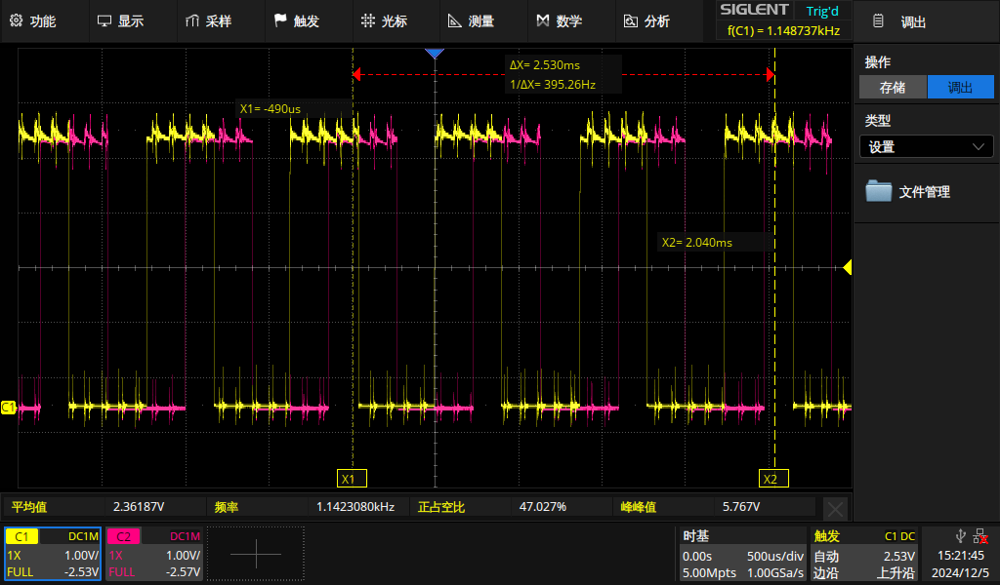 功能 显示 采样 触发 光标 测量 数学 分析 SIGLENT Trig'd 调出
f(C1) = 1.148737kHz
操作
存储 调出
类型
设置
文件管理
ΔX= 2.530ms
1/ΔX= 395.26Hz
X1= -490us
X2= 2.040ms
C1
X1 X2
平均值 2.36187V 频率 1.1423080kHz 正占空比 47.027% 峰峰值 5.767V
C1 DC1M C2 DC1M 时基 触发 C1 DC
1X 1.00V/ 1X 1.00V/ 0.00s 500us/div 自动 2.53V 15:21:45
FULL -2.53V FULL -2.57V 5.00Mpts 1.00GSa/s 边沿 上升沿 2024/12/5